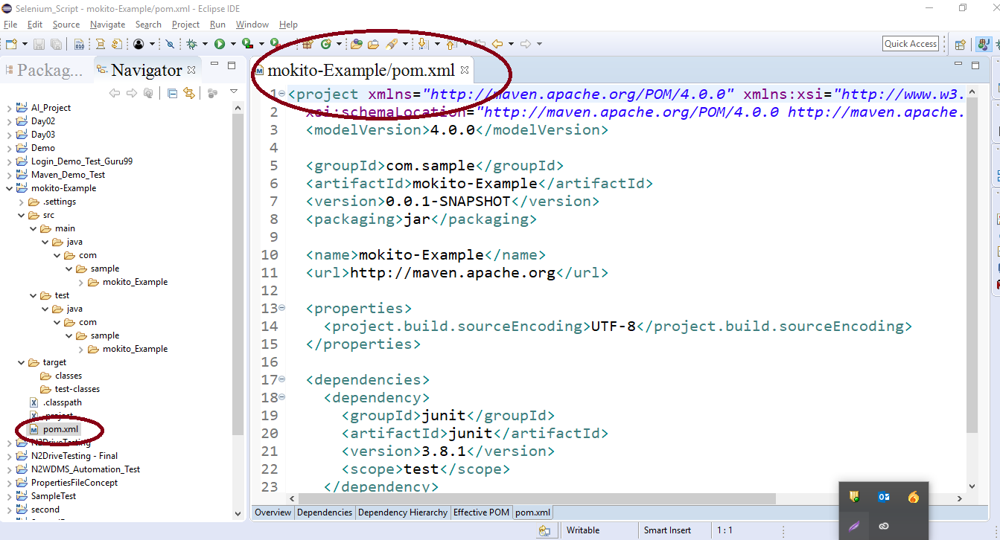 Selenium_Script - mokito-Example/pom.xml - Eclipse IDE
File Edit Source Navigate Search Project Run Window Help
Quick Access
Packag...
Navigator
AI_Project
Day02
Day03
Demo
Login_Demo_Test_Guru99
Maven_Demo_Test
mokito-Example
.settings
src
main
java
com
sample
mokito_Example
test
java
com
sample
mokito_Example
target
classes
test-classes
.classpath
.project
pom.xml
N2DriveTesting
N2DriveTesting - Final
N2WDMS_Automation_Test
PropertiesFileConcept
SampleTest
second
mokito-Example/pom.xml
1 <project xmlns="http://maven.apache.org/POM/4.0.0" xmlns:xsi="http://www.w3.
2 xsi:schemaLocation="http://maven.apache.org/POM/4.0.0 http://maven.apache.
3 <modelVersion>4.0.0</modelVersion>
4
5 <groupId>com.sample</groupId>
6 <artifactId>mokito-Example</artifactId>
7 <version>0.0.1-SNAPSHOT</version>
8 <packaging>jar</packaging>
9
10 <name>mokito-Example</name>
11 <url>http://maven.apache.org</url>
12
13 <properties>
14 <project.build.sourceEncoding>UTF-8</project.build.sourceEncoding>
15 </properties>
16
17 <dependencies>
18 <dependency>
19 <groupId>junit</groupId>
20 <artifactId>junit</artifactId>
21 <version>3.8.1</version>
22 <scope>test</scope>
23 </dependency>
Overview Dependencies Dependency Hierarchy Effective POM pom.xml
Writable Smart Insert 1 : 1